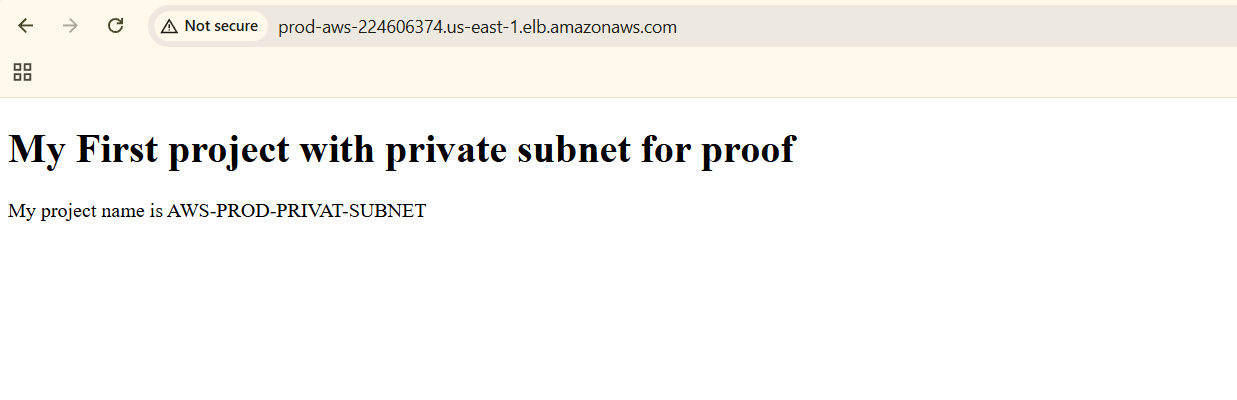 Not secure prod-aws-224606374.us-east-1.elb.amazonaws.com
My First project with private subnet for proof
My project name is AWS-PROD-PRIVAT-SUBNET